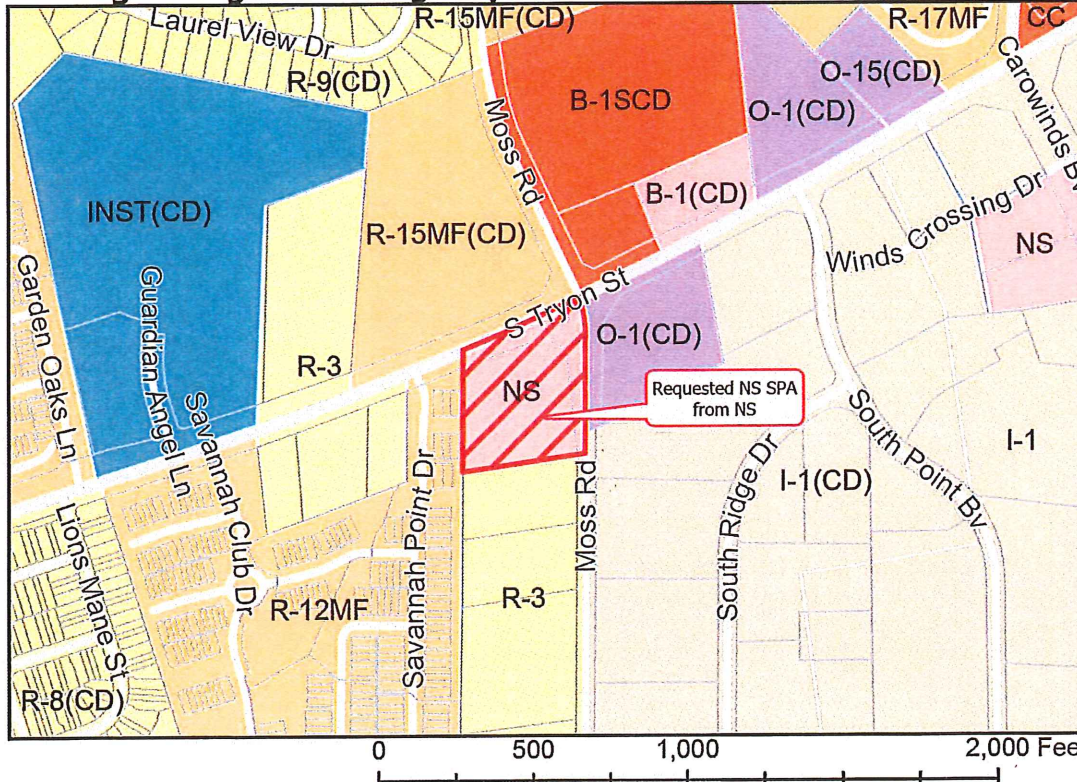 Laurel View Dr
R-15MF(CD)
R-17MF
CC
R-9(CD)
O-15(CD)
Carowinds Bv
B-1SCD
O-1(CD)
Moss Rd
B-1(CD)
INST(CD)
R-15MF(CD)
Winds Crossing Dr
NS
Garden Oaks Ln
Guardian Angel Ln
S Tryon St
O-1(CD)
R-3
NS
Requested NS SPA
from NS
Savannah Club Dr
South Point Bv
I-1
Savannah Point Dr
Moss Rd
South Ridge Dr
I-1(CD)
Lions Mane St
R-12MF
R-3
R-8(CD)
0 500 1,000 2,000 Fee